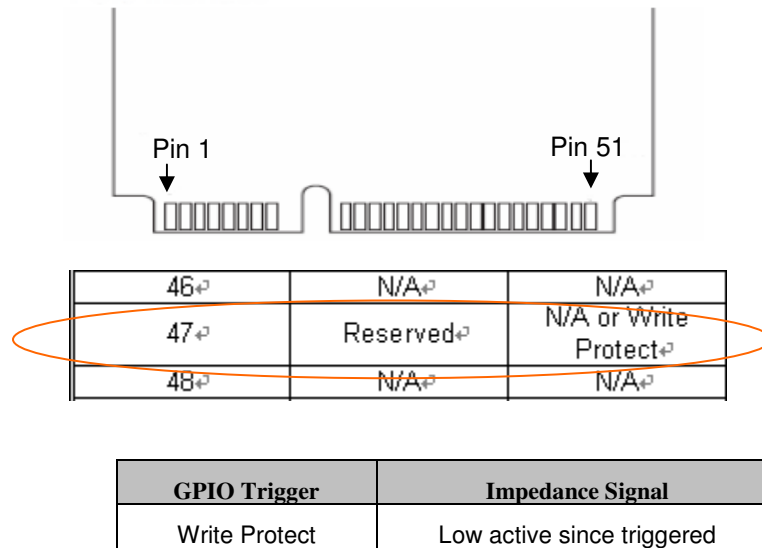 Pin 1 Pin 51
46↵ N/A↵ N/A↵
47↵ Reserved↵ N/A or Write
Protect↵
48↵ N/A↵ N/A↵
GPIO Trigger Impedance Signal
Write Protect Low active since triggered